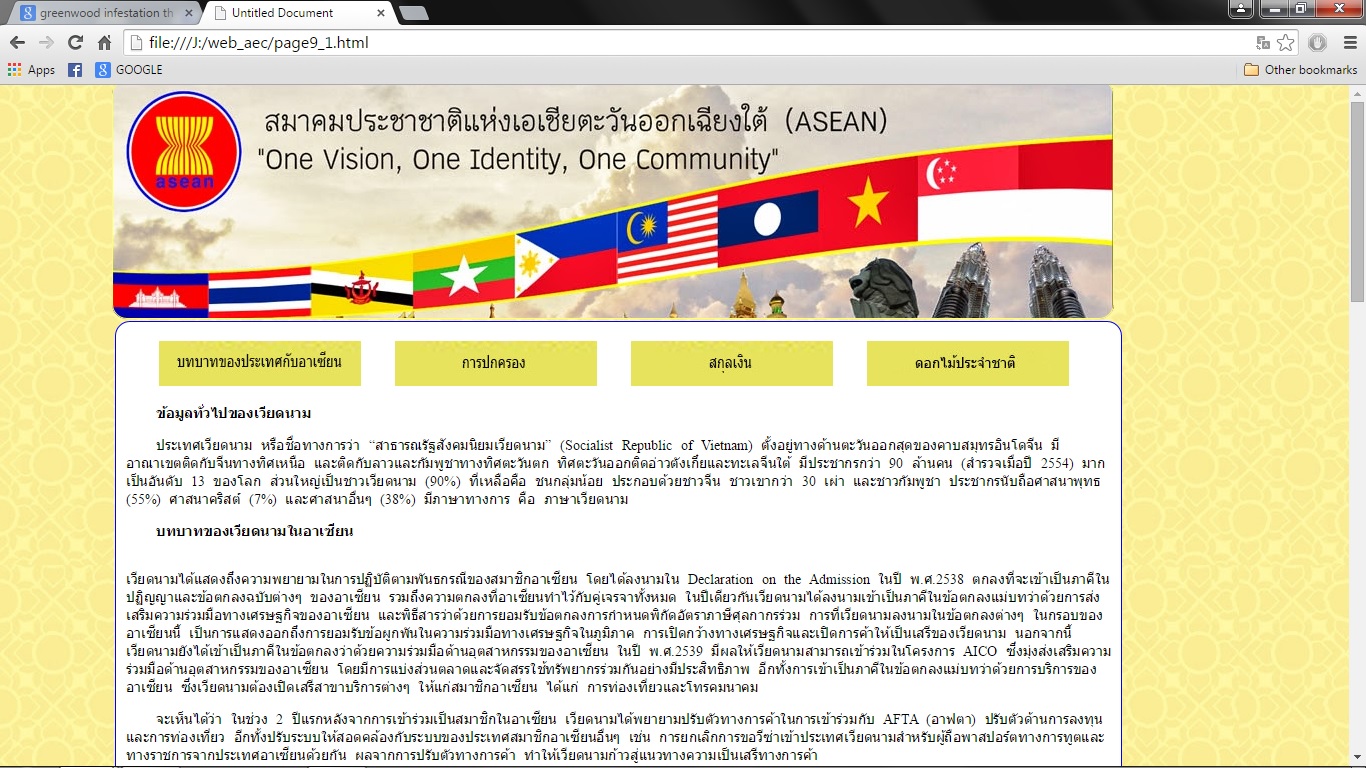 greenwood infestation th
Untitled Document
file:///J:/web_aec/page9_1.html
Apps
GOOGLE
Other bookmarks
สมาคมประชาชาติแห่งเอเชียตะวันออกเฉียงใต้ (ASEAN)
"One Vision, One Identity, One Community"
asean
บทบาทของประเทศกับอาเซียน
การปกครอง
สกุลเงิน
ดอกไม้ประจำชาติ
ข้อมูลทั่วไปของเวียดนาม
ประเทศเวียดนาม หรือชื่อทางการว่า “สาธารณรัฐสังคมนิยมเวียดนาม” (Socialist Republic of Vietnam) ตั้งอยู่ทางด้านตะวันออกสุดของคาบสมุทรอินโดจีน มี
อาณาเขตติดกับจีนทางทิศเหนือ และติดกับลาวและกัมพูชาทางทิศตะวันตก ทิศตะวันออกติดอ่าวตังเกี๋ยและทะเลจีนใต้ มีประชากรกว่า 90 ล้านคน (สำรวจเมื่อปี 2554) มาก
เป็นอันดับ 13 ของโลก ส่วนใหญ่เป็นชาวเวียดนาม (90%) ที่เหลือคือ ชนกลุ่มน้อย ประกอบด้วยชาวจีน ชาวเขากว่า 30 เผ่า และชาวกัมพูชา ประชากรนับถือศาสนาพุทธ
(55%) ศาสนาคริสต์ (7%) และศาสนาอื่นๆ (38%) มีภาษาทางการ คือ ภาษาเวียดนาม
บทบาทของเวียดนามในอาเซียน
เวียดนามได้แสดงถึงความพยายามในการปฏิบัติตามพันธกรณีของสมาชิกอาเซียน โดยได้ลงนามใน Declaration on the Admission ในปี พ.ศ.2538 ตกลงที่จะเข้าเป็นภาคีใน
ปฏิญญาและข้อตกลงฉบับต่างๆ ของอาเซียน รวมถึงความตกลงที่อาเซียนทำไว้กับคู่เจรจาทั้งหมด ในปีเดียวกันเวียดนามได้ลงนามเข้าเป็นภาคีในข้อตกลงแม่บทว่าด้วยการส่ง
เสริมความร่วมมือทางเศรษฐกิจของอาเซียน และพิธีสารว่าด้วยการยอมรับข้อตกลงการกำหนดพิกัดอัตราภาษีศุลกากรร่วม การที่เวียดนามลงนามในข้อตกลงต่างๆ ในกรอบของ
อาเซียนนี้ เป็นการแสดงออกถึงการยอมรับข้อผูกพันในความร่วมมือทางเศรษฐกิจในภูมิภาค การเปิดกว้างทางเศรษฐกิจและเปิดการค้าให้เป็นเสรีของเวียดนาม นอกจากนี้
เวียดนามยังได้เข้าเป็นภาคีในข้อตกลงว่าด้วยความร่วมมือด้านอุตสาหกรรมของอาเซียน ในปี พ.ศ.2539 มีผลให้เวียดนามสามารถเข้าร่วมในโครงการ AICO ซึ่งมุ่งส่งเสริมความ
ร่วมมือด้านอุตสาหกรรมของอาเซียน โดยมีการแบ่งส่วนตลาดและจัดสรรใช้ทรัพยากรร่วมกันอย่างมีประสิทธิภาพ อีกทั้งการเข้าเป็นภาคีในข้อตกลงแม่บทว่าด้วยการบริการของ
อาเซียน ซึ่งเวียดนามต้องเปิดเสรีสาขาบริการต่างๆ ให้แก่สมาชิกอาเซียน ได้แก่ การท่องเที่ยวและโทรคมนาคม
จะเห็นได้ว่า ในช่วง 2 ปีแรกหลังจากการเข้าร่วมเป็นสมาชิกในอาเซียน เวียดนามได้พยายามปรับตัวทางการค้าในการเข้าร่วมกับ AFTA (อาฟตา) ปรับตัวด้านการลงทุน
และการท่องเที่ยว อีกทั้งปรับระบบให้สอดคล้องกับระบบของประเทศสมาชิกอาเซียนอื่นๆ เช่น การยกเลิกการขอวีซ่าเข้าประเทศเวียดนามสำหรับผู้ถือพาสปอร์ตทางการทูตและ
ทางราชการจากประเทศอาเซียนด้วยกัน ผลจากการปรับตัวทางการค้า ทำให้เวียดนามก้าวสู่แนวทางความเป็นเสรีทางการค้า